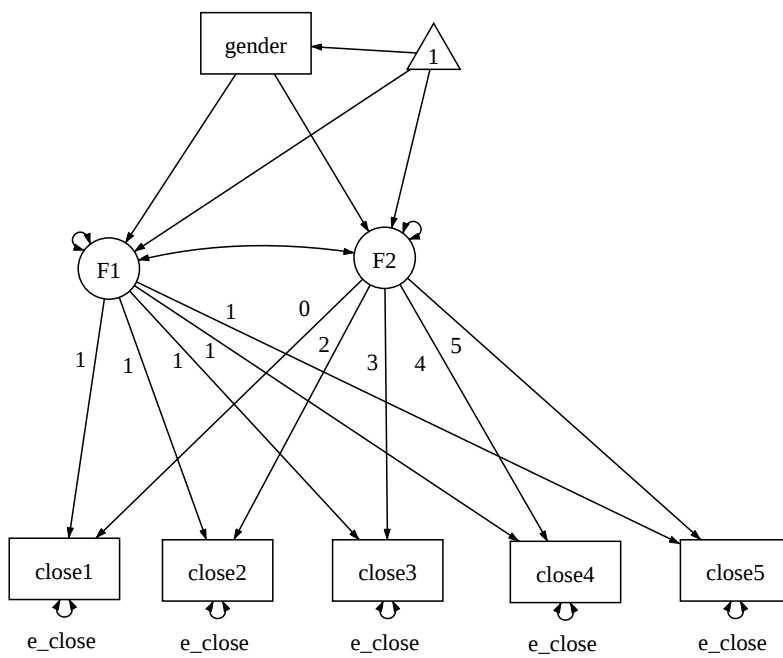 gender
1
F1
F2
1
0
1
1
1
1
2
3
4
5
close1
close2
close3
close4
close5
e_close
e_close
e_close
e_close
e_close